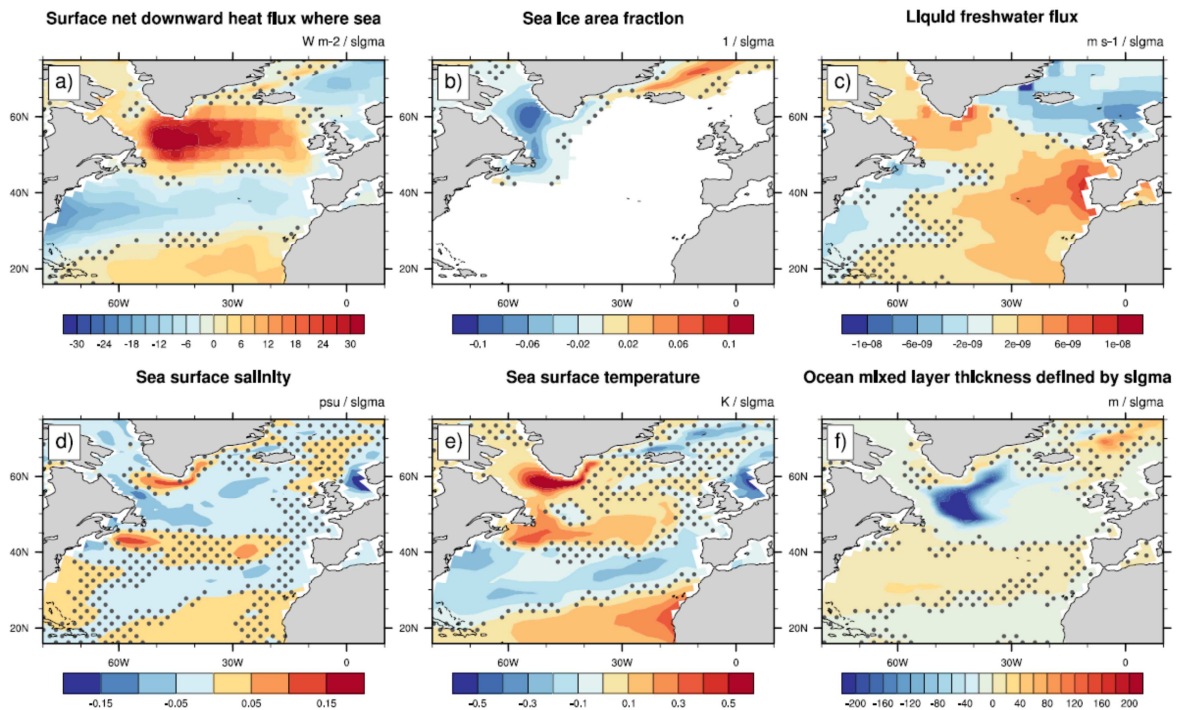 Surface net downward heat flux where sea
W m-2 / sigma
a)
60N
40N
20N
60W 30W 0
-30 -24 -18 -12 -6 0 6 12 18 24 30
Sea Ice area fraction
1 / sigma
b)
60N
40N
20N
60W 30W 0
-0.1 -0.06 -0.02 0.02 0.06 0.1
Liquid freshwater flux
m s-1 / sigma
c)
60N
40N
20N
60W 30W 0
-1e-08 -6e-09 -2e-09 2e-09 6e-09 1e-08
Sea surface salinity
psu / sigma
d)
60N
40N
20N
60W 30W 0
-0.15 -0.05 0.05 0.15
Sea surface temperature
K / sigma
e)
60N
40N
20N
60W 30W 0
-0.5 -0.3 -0.1 0.1 0.3 0.5
Ocean mixed layer thickness defined by sigma
m / sigma
f)
60N
40N
20N
60W 30W 0
-200 -160 -120 -80 -40 0 40 80 120 160 200